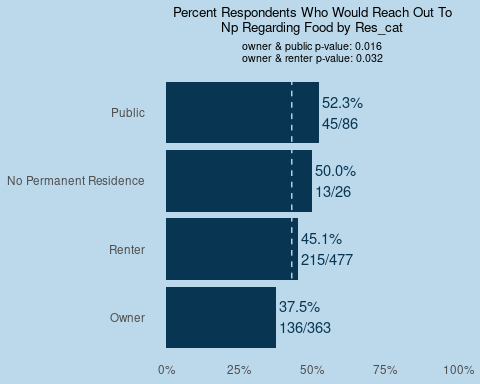 Percent Respondents Who Would Reach Out To
Np Regarding Food by Res_cat
owner & public p-value: 0.016
owner & renter p-value: 0.032
Public
52.3%
45/86
No Permanent Residence
50.0%
13/26
Renter
45.1%
215/477
Owner
37.5%
136/363
0%
25%
50%
75%
100%